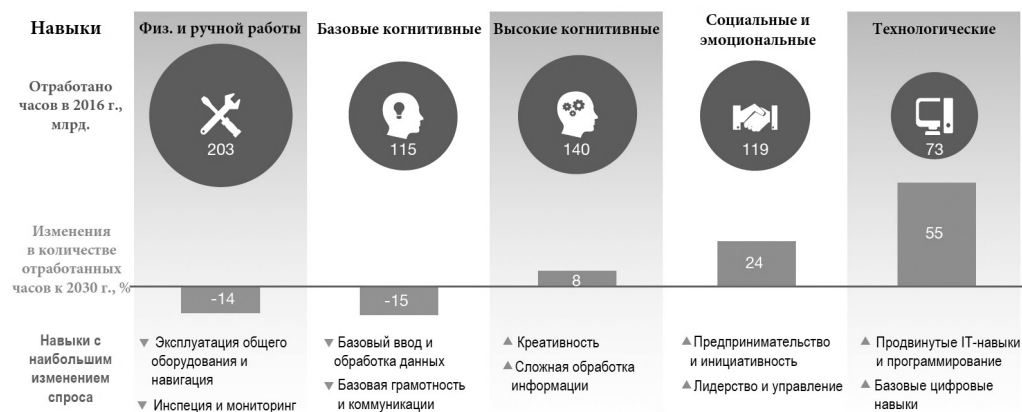 Навыки
Физ. и ручной работы
Базовые когнитивные
Высокие когнитивные
Социальные и
эмоциональные
Технологические
Отработано
часов в 2016 г.,
млрд.
203
115
140
119
73
Изменения
в количестве
отработанных
часов к 2030 г., %
-14
-15
8
24
55
Навыки с
наибольшим
изменением
спроса
Эксплуатация общего
оборудования и
навигация
Инспеция и мониторинг
Базовый ввод и
обработка данных
Базовая грамотность
и коммуникации
Креативность
Сложная обработка
информации
Предпринимательство
и инициативность
Лидерство и управление
Продвинутые IT-навыки
и программирование
Базовые цифровые
навыки